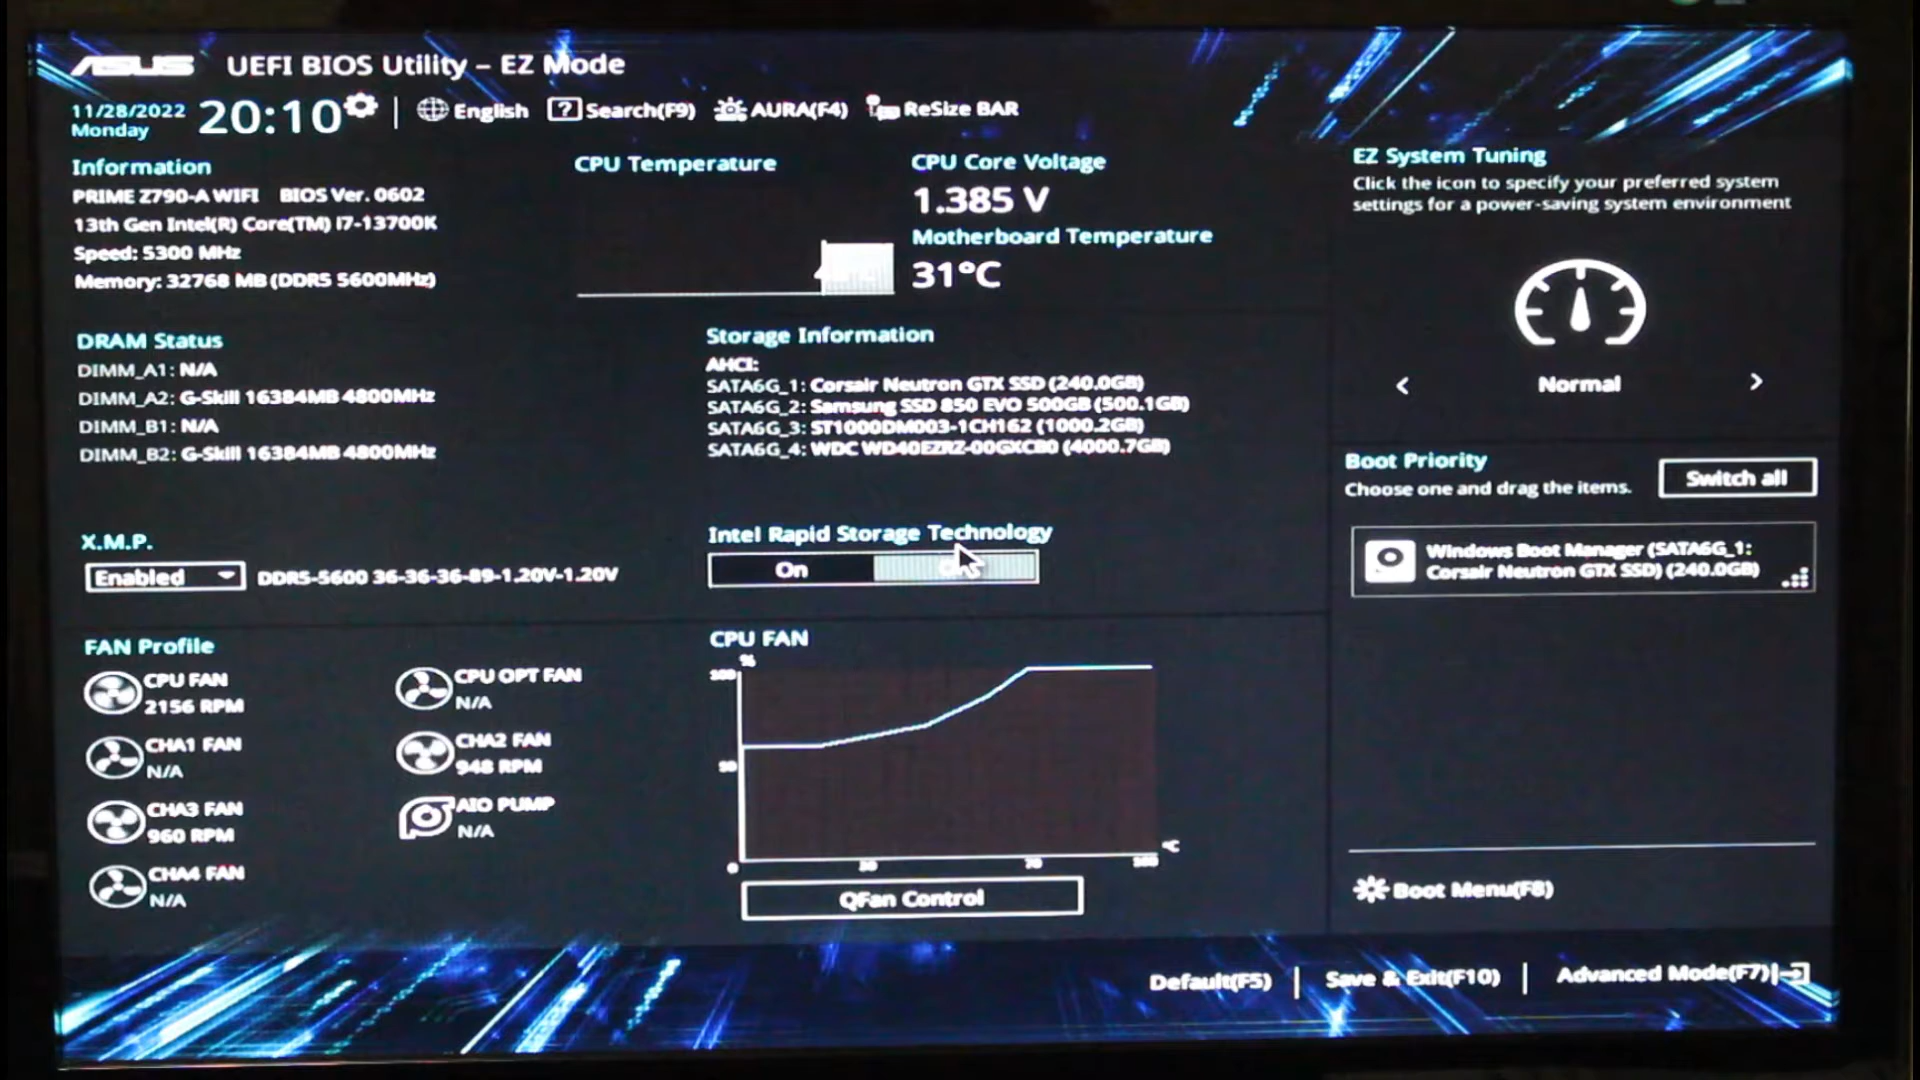 ASUS UEFI BIOS Utility – EZ Mode
11/28/2022
Monday
20:10
English
Search(F9)
AURA(F4)
ReSize BAR
Information
PRIME Z790-A WIFI BIOS Ver. 0602
13th Gen Intel(R) Core(TM) i7-13700K
Speed: 5300 MHz
Memory: 32768 MB (DDR5 5600MHz)
CPU Temperature
CPU Core Voltage
1.385 V
Motherboard Temperature
31°C
DRAM Status
DIMM_A1: N/A
DIMM_A2: G-Skill 16384MB 4800MHz
DIMM_B1: N/A
DIMM_B2: G-Skill 16384MB 4800MHz
Storage Information
AHCI:
SATA6G_1: Corsair Neutron GTX SSD (240.0GB)
SATA6G_2: Samsung SSD 850 EVO 500GB (500.1GB)
SATA6G_3: ST1000DM003-1CH162 (1000.2GB)
SATA6G_4: WDC WD40EZRZ-00GXCB0 (4000.7GB)
X.M.P.
Enabled
DDR5-5600 36-36-36-89-1.20V-1.20V
Intel Rapid Storage Technology
On
FAN Profile
CPU FAN
2156 RPM
CPU OPT FAN
N/A
CHA1 FAN
N/A
CHA2 FAN
948 RPM
CHA3 FAN
960 RPM
AIO PUMP
N/A
CHA4 FAN
N/A
CPU FAN
%
100
50
0
30
70
100
°C
QFan Control
EZ System Tuning
Click the icon to specify your preferred system
settings for a power-saving system environment
Normal
Boot Priority
Choose one and drag the items.
Switch all
Windows Boot Manager (SATA6G_1:
Corsair Neutron GTX SSD) (240.0GB)
Boot Menu(F8)
Default(F5)
Save & Exit(F10)
Advanced Mode(F7)